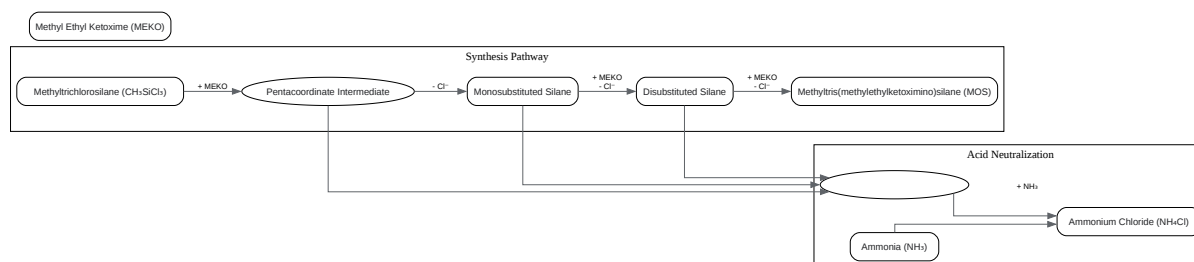 Methyl Ethyl Ketoxime (MEKO)
Synthesis Pathway
Methyltrichlorosilane (CH₃SiCl₃)
+ MEKO
Pentacoordinate Intermediate
- Cl⁻
Monosubstituted Silane
+ MEKO
- Cl⁻
Disubstituted Silane
+ MEKO
- Cl⁻
Methyltris(methylethylketoximino)silane (MOS)
Acid Neutralization
+ NH₃
Ammonium Chloride (NH₄Cl)
Ammonia (NH₃)